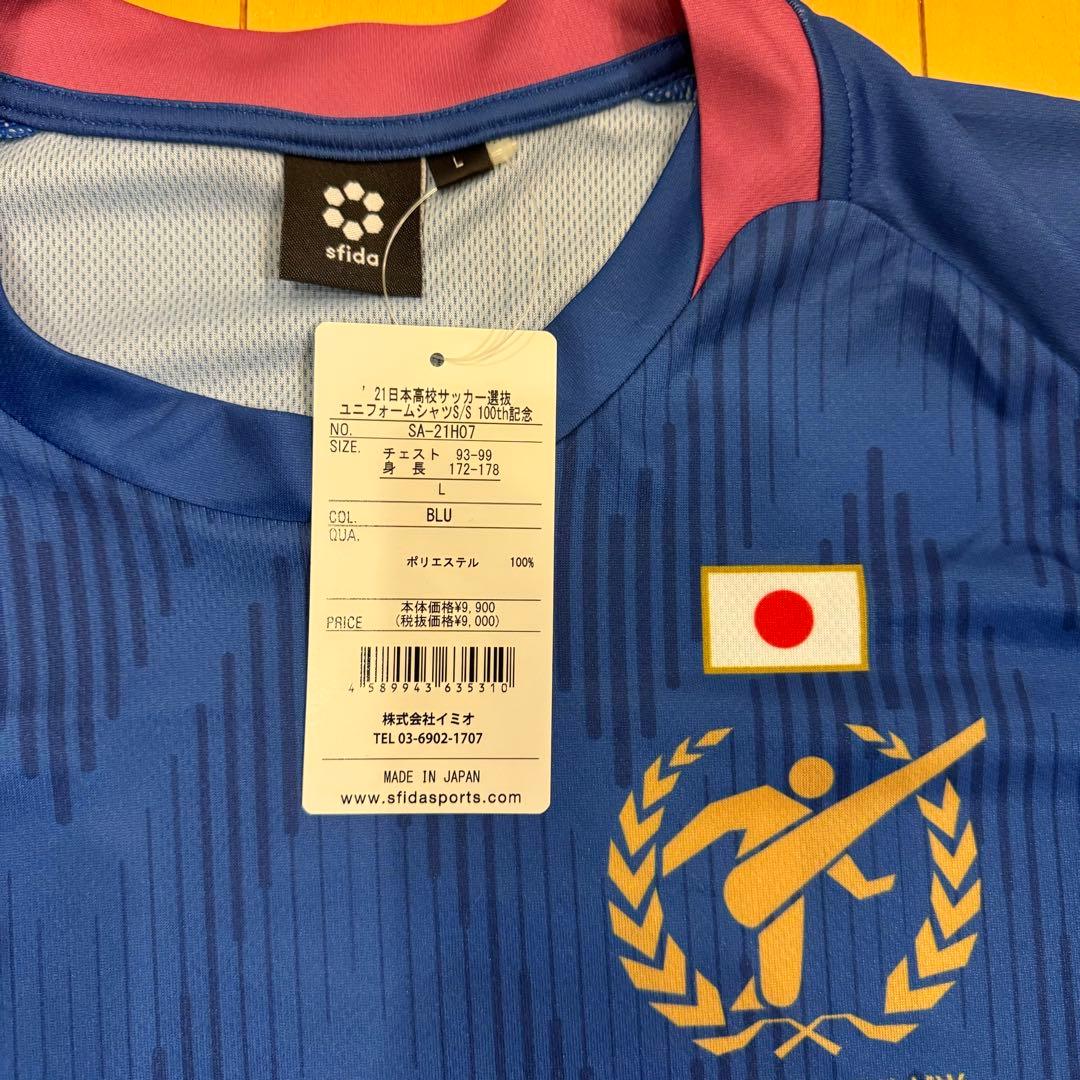 L
sfida
'21日本高校サッカー選抜
ユニフォームシャツS/S 100th記念
NO. SA-21H07
SIZE. チェスト 93-99
身 長 172-178
L
COL. BLU
QUA.
ポリエステル 100%
本体価格¥9,900
PRICE (税抜価格¥9,000)
4 589943 635310
株式会社イミオ
TEL 03-6902-1707
MADE IN JAPAN
www.sfidasports.com